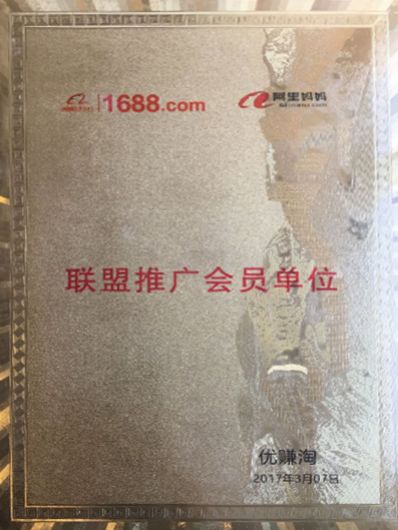 1688.com
阿里妈妈
联盟推广会员单位
优赚淘
2017年3月07日